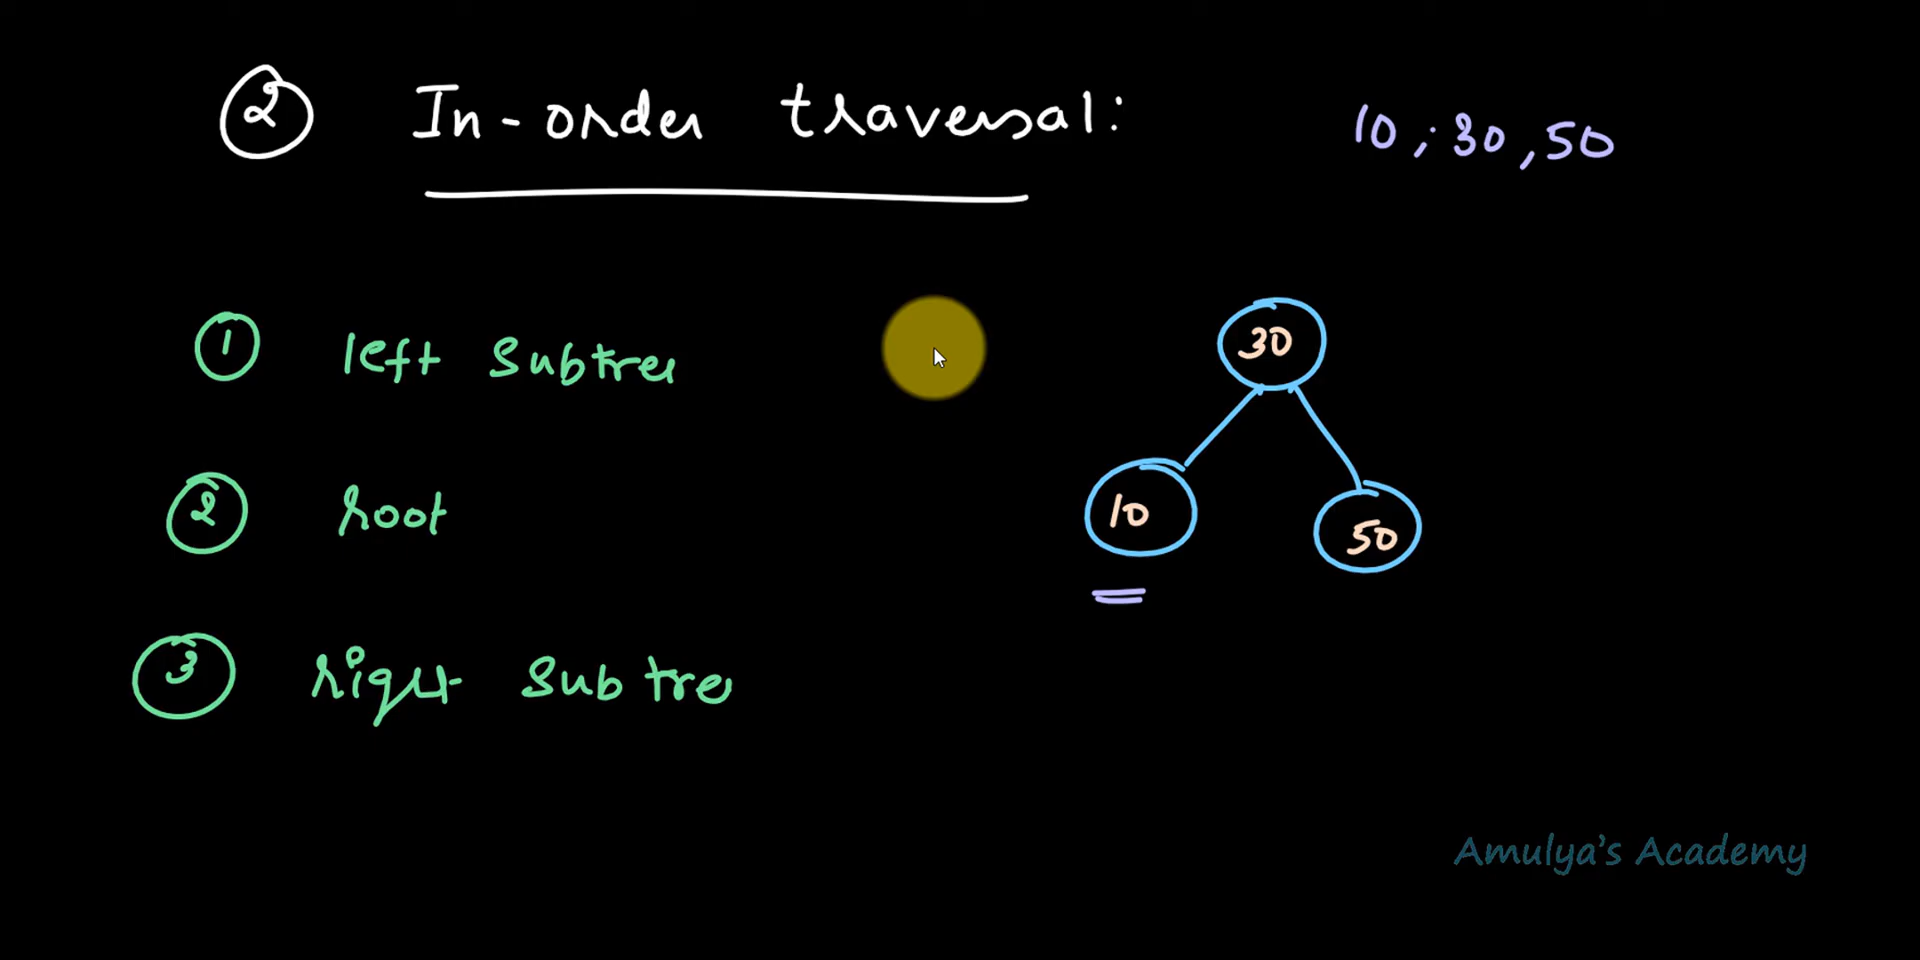 2 In-order traversal:
10 ; 30 , 50
1 left Subtree
2 root
3 right Subtree
30
10
50
Amulya's Academy